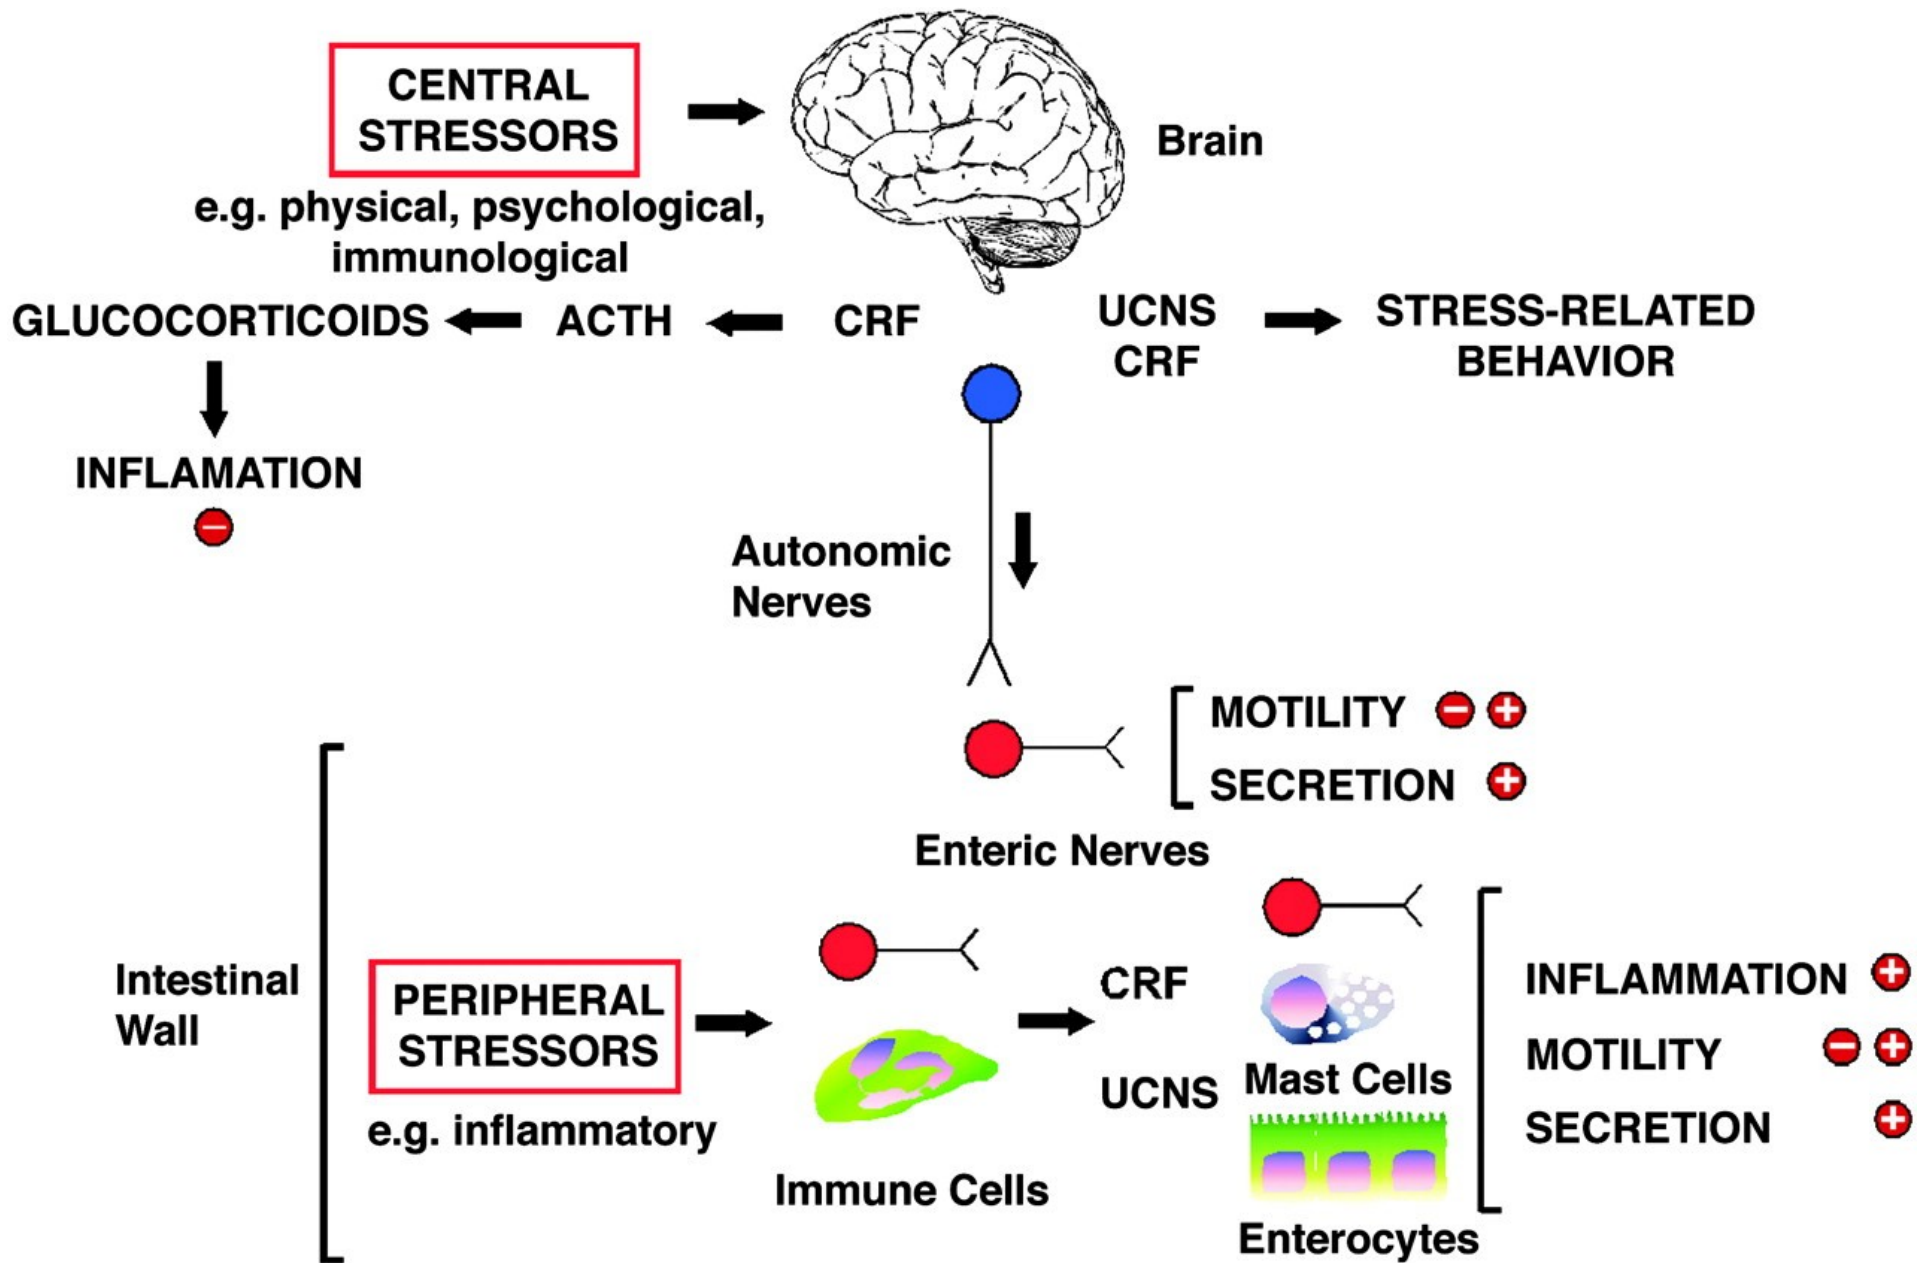 CENTRAL
STRESSORS
e.g. physical, psychological,
immunological
Brain
GLUCOCORTICOIDS
ACTH
CRF
UCNS
CRF
STRESS-RELATED
BEHAVIOR
INFLAMATION
−
Autonomic
Nerves
MOTILITY − +
SECRETION +
Enteric Nerves
Intestinal
Wall
PERIPHERAL
STRESSORS
e.g. inflammatory
Immune Cells
CRF
UCNS
Mast Cells
Enterocytes
INFLAMMATION +
MOTILITY − +
SECRETION +